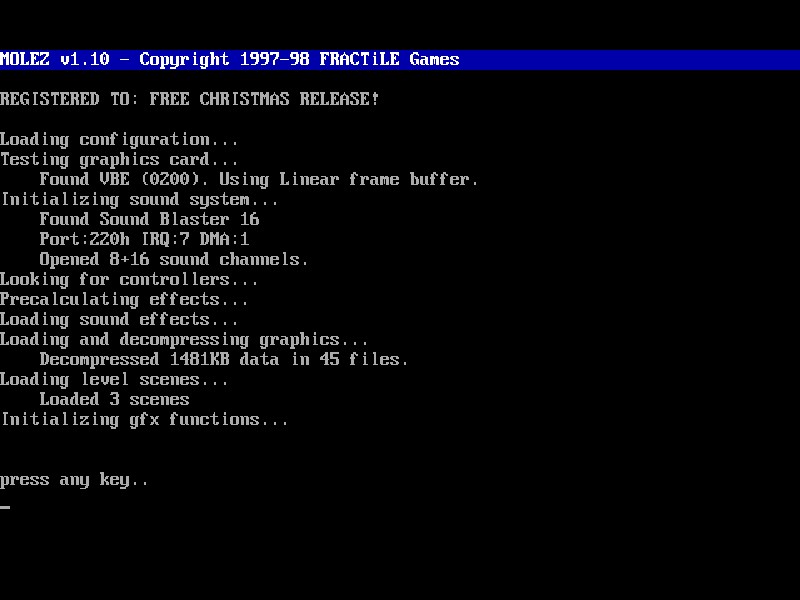 MOLEZ v1.10 - Copyright 1997-98 FRACTiLE Games
REGISTERED TO: FREE CHRISTMAS RELEASE!
Loading configuration...
Testing graphics card...
Found VBE (0200). Using Linear frame buffer.
Initializing sound system...
Found Sound Blaster 16
Port:220h IRQ:7 DMA:1
Opened 8+16 sound channels.
Looking for controllers...
Precalculating effects...
Loading sound effects...
Loading and decompressing graphics...
Decompressed 1481KB data in 45 files.
Loading level scenes...
Loaded 3 scenes
Initializing gfx functions...
press any key..
_